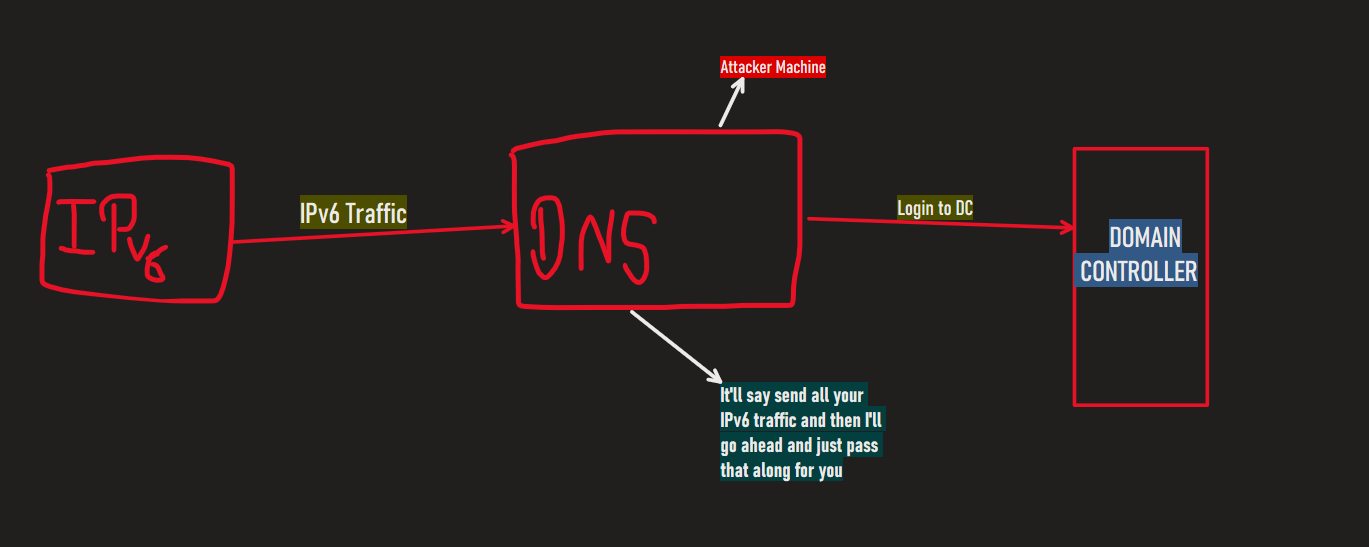 Attacker Machine
IPv6
IPv6 Traffic
DNS
Login to DC
DOMAIN
CONTROLLER
It'll say send all your
IPv6 traffic and then I'll
go ahead and just pass
that along for you